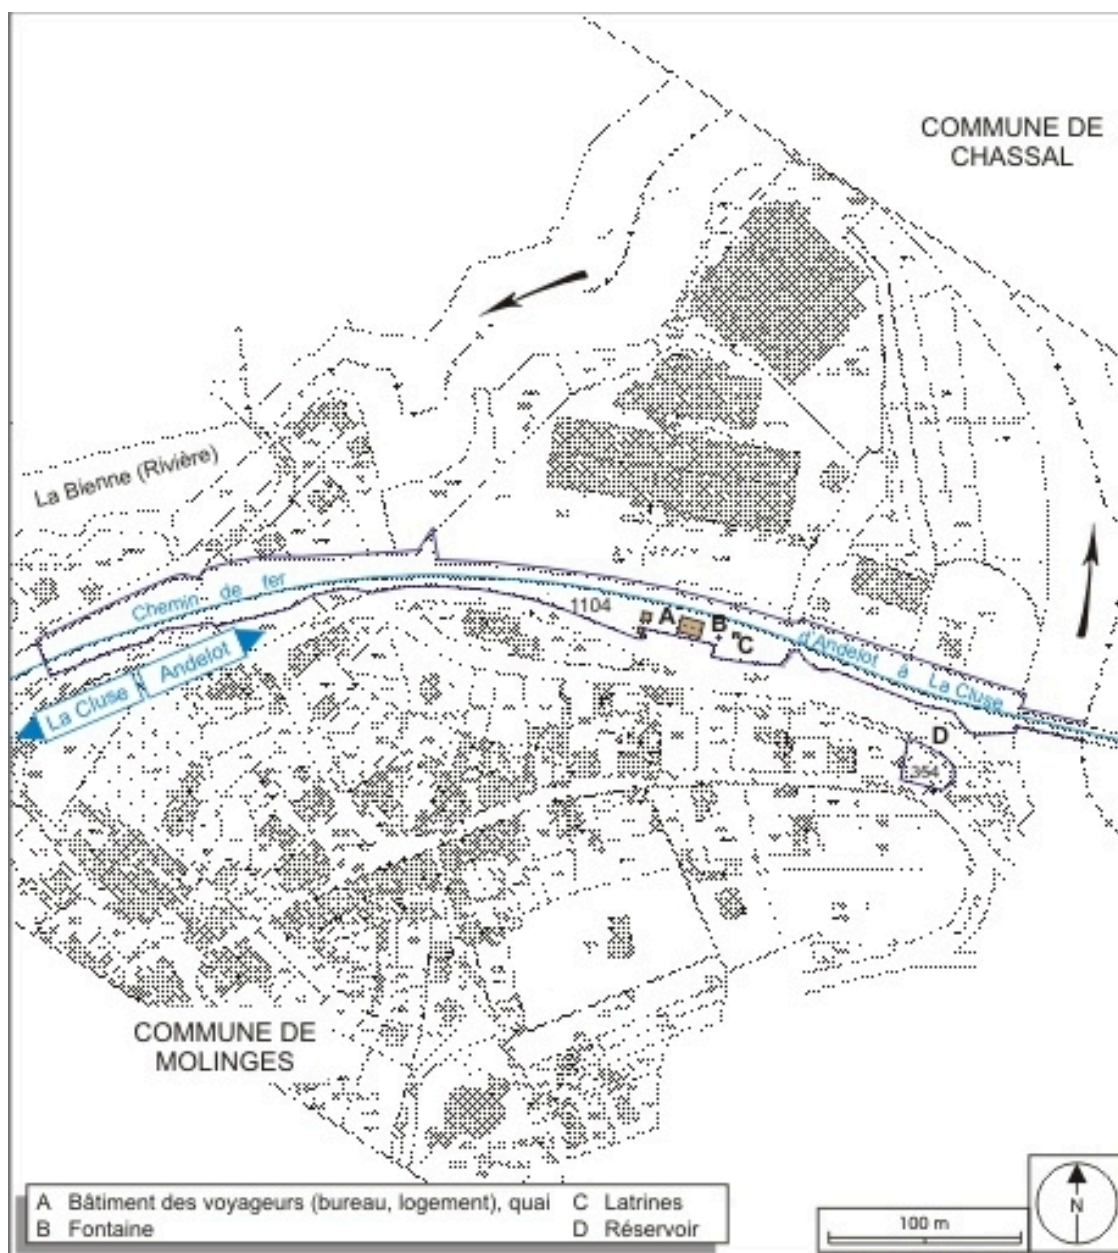 COMMUNE DE
CHASSAL
La Bienne (Rivière)
Chemin de fer
d'Andelot à La Cluse
1104
A
B
C
La Cluse
Andelot
D
354
COMMUNE DE
MOLINGES
A Bâtiment des voyageurs (bureau, logement), quai
B Fontaine
C Latrines
D Réservoir
100 m
N